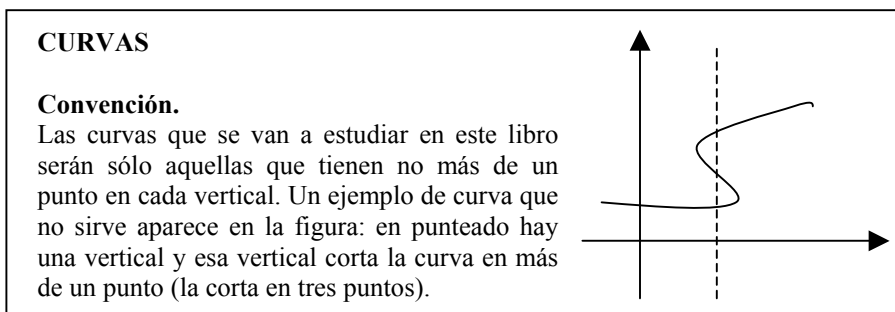 CURVAS
Convención.
Las curvas que se van a estudiar en este libro
serán sólo aquellas que tienen no más de un
punto en cada vertical. Un ejemplo de curva que
no sirve aparece en la figura: en punteado hay
una vertical y esa vertical corta la curva en más
de un punto (la corta en tres puntos).